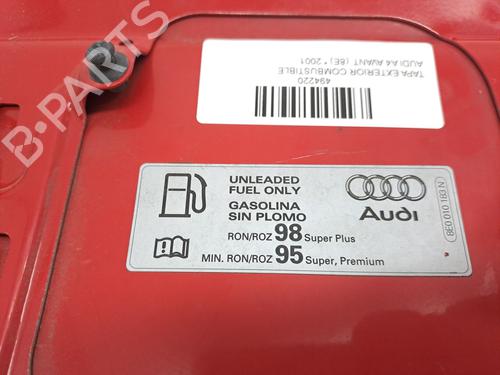 AUDI A4 AVANT (8E) * 2001
TAPA EXTERIOR COMBUSTIBLE
494220
UNLEADED
FUEL ONLY
GASOLINA
SIN PLOMO
RON/ROZ 98 Super Plus
MIN. RON/ROZ 95 Super, Premium
Audi
8E0 010 183 N
B-PARTS